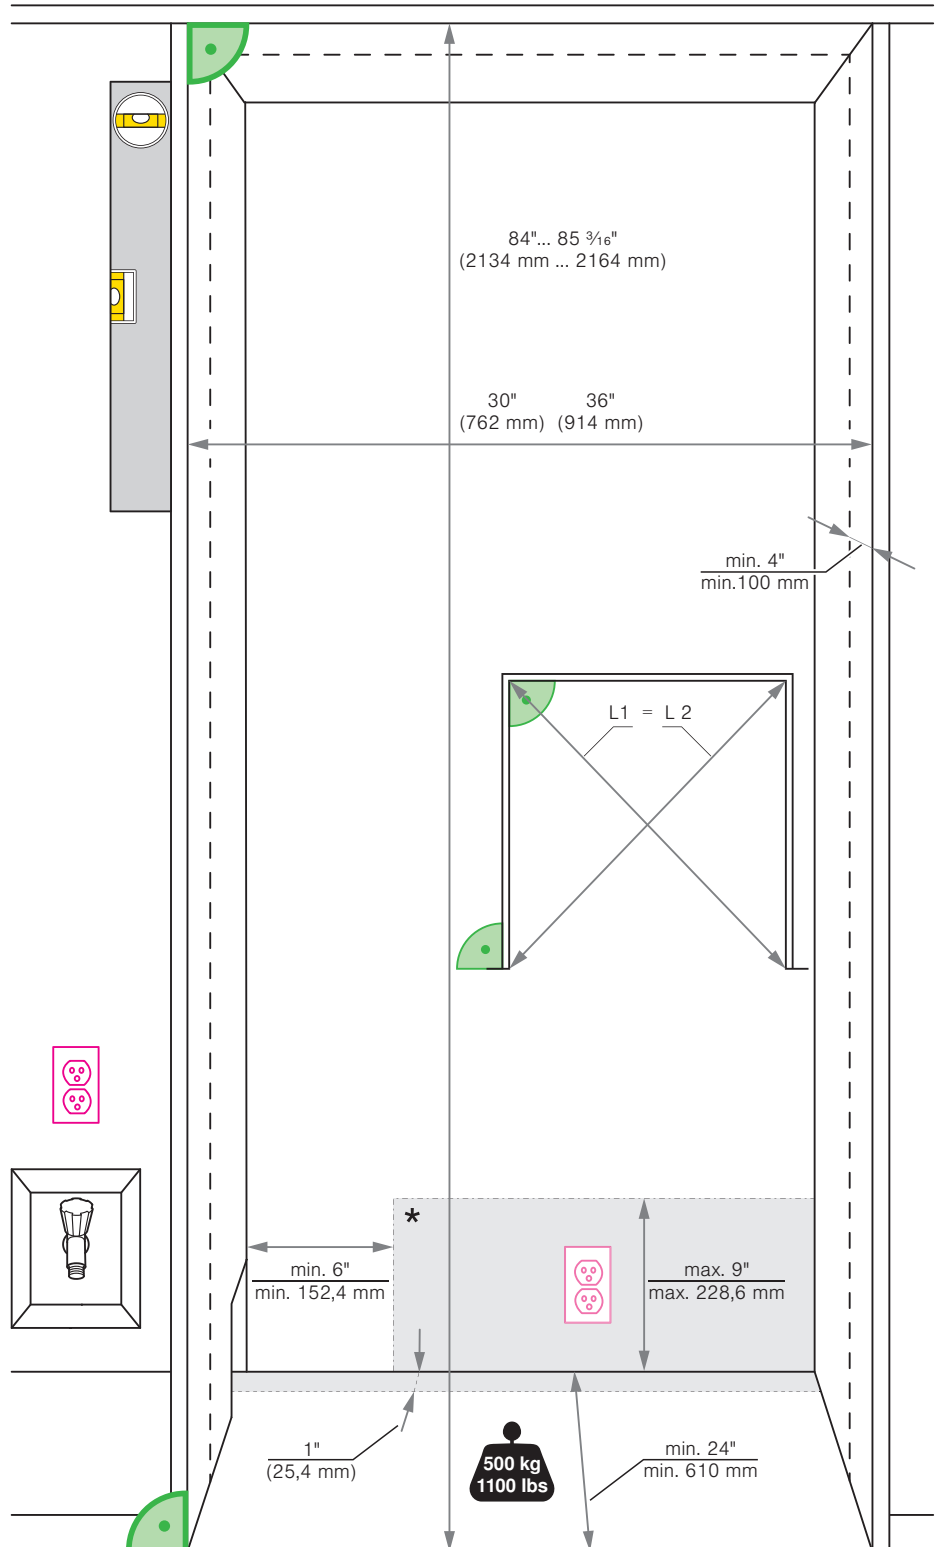 84"... 85 ³⁄₁₆"
(2134 mm ... 2164 mm)
30" 36"
(762 mm) (914 mm)
min. 4"
min.100 mm
L1 = L 2
*
min. 6"
min. 152,4 mm
max. 9"
max. 228,6 mm
1"
(25,4 mm)
500 kg
1100 lbs
min. 24"
min. 610 mm